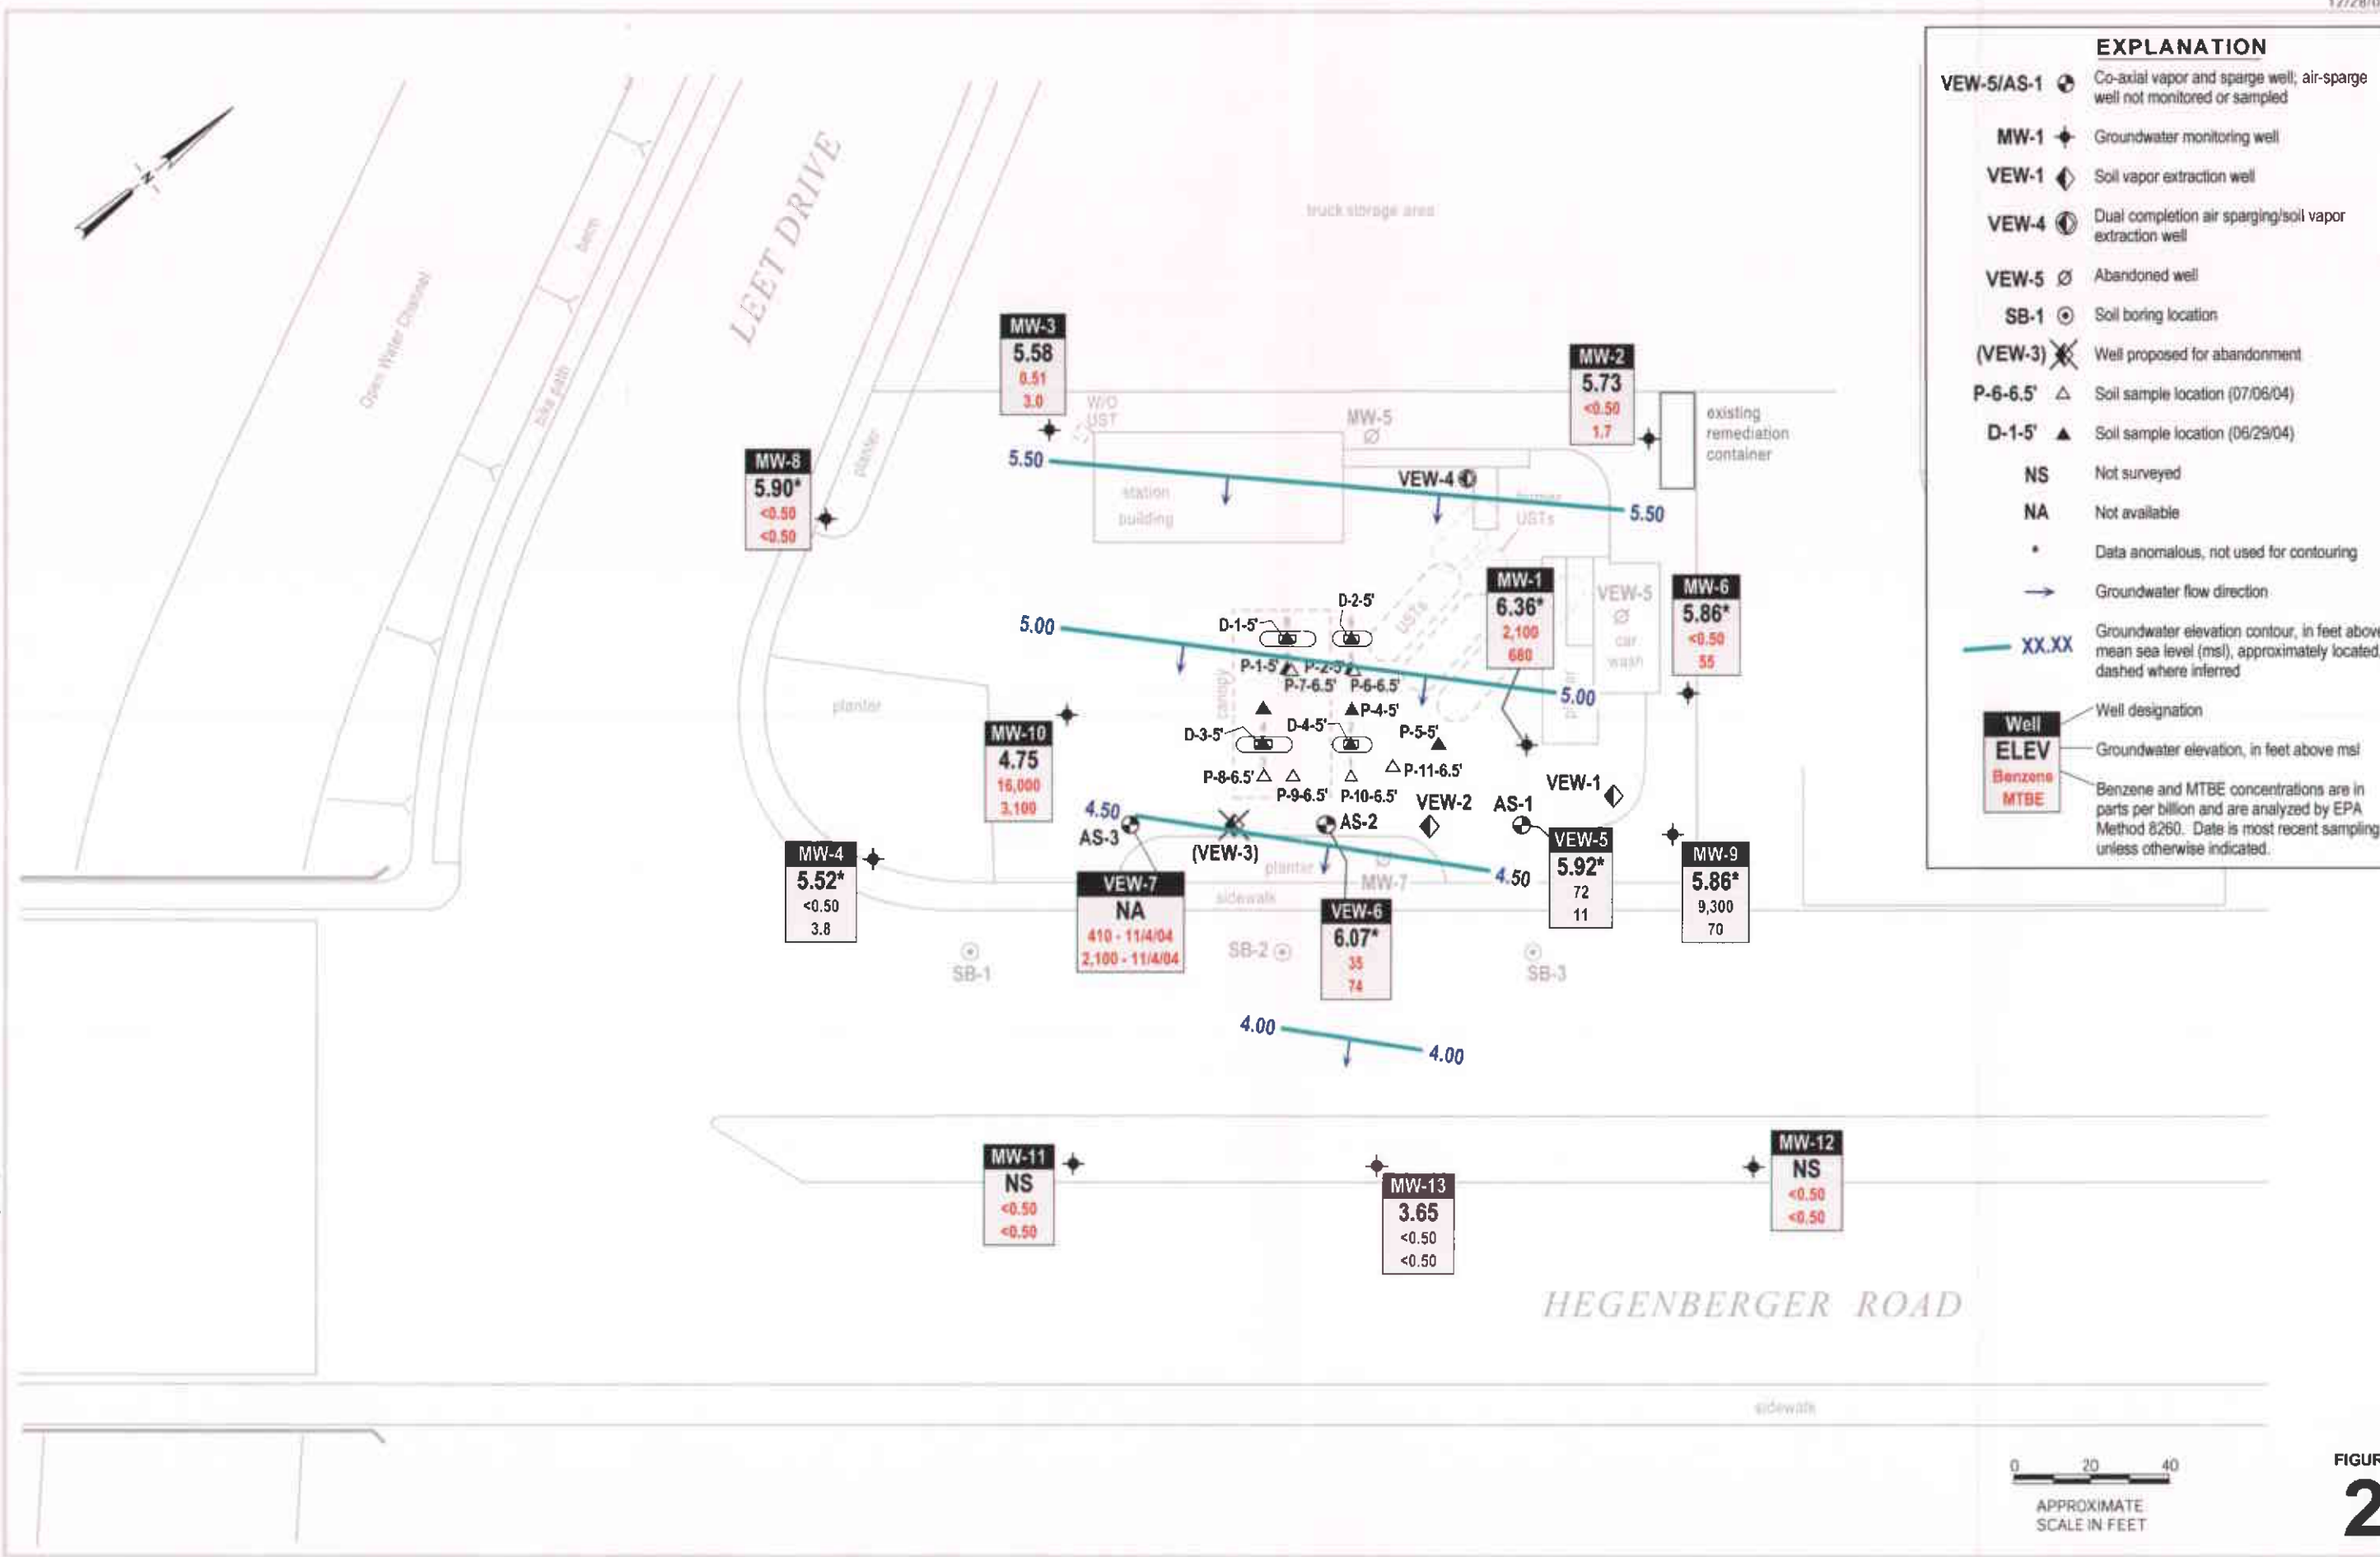 EXPLANATION
VEW-5/AS-1 Co-axial vapor and sparge well; air-sparge
well not monitored or sampled
MW-1 Groundwater monitoring well
VEW-1 Soil vapor extraction well
VEW-4 Dual completion air sparging/soil vapor
extraction well
VEW-5 Abandoned well
SB-1 Soil boring location
(VEW-3) Well proposed for abandonment
P-6-6.5' Soil sample location (07/06/04)
D-1-5' Soil sample location (06/29/04)
NS Not surveyed
NA Not available
* Data anomalous, not used for contouring
Groundwater flow direction
XX.XX Groundwater elevation contour, in feet above
mean sea level (msl), approximately located,
dashed where inferred
Well
ELEV
Benzene
MTBE
Well designation
Groundwater elevation, in feet above msl
Benzene and MTBE concentrations are in
parts per billion and are analyzed by EPA
Method 8260. Date is most recent sampling
unless otherwise indicated.
N
Open Water Channel
berm
bike path
LEET DRIVE
planter
truck storage area
MW-3
5.58
0.51
3.0
W/O
UST
MW-5
MW-2
5.73
<0.50
1.7
existing
remediation
container
MW-8
5.90*
<0.50
<0.50
5.50
station
building
VEW-4
former
USTs
5.50
MW-1
6.36*
2,100
680
VEW-5
car
wash
MW-6
5.86*
<0.50
55
5.00
D-1-5'
D-2-5'
USTs
P-1-5'
P-2-5'
P-7-6.5'
P-6-6.5'
5.00
planter
canopy
planter
P-4-5'
D-3-5'
D-4-5'
P-5-5'
MW-10
4.75
16,000
3,100
P-8-6.5'
P-9-6.5'
P-10-6.5'
P-11-6.5'
VEW-1
VEW-2
AS-1
4.50
AS-3
(VEW-3)
AS-2
planter
MW-7
4.50
sidewalk
MW-4
5.52*
<0.50
3.8
VEW-7
NA
410 - 11/4/04
2,100 - 11/4/04
VEW-6
6.07*
35
74
VEW-5
5.92*
72
11
MW-9
5.86*
9,300
70
SB-1
SB-2
SB-3
4.00
4.00
MW-11
NS
<0.50
<0.50
MW-13
3.65
<0.50
<0.50
MW-12
NS
<0.50
<0.50
HEGENBERGER ROAD
sidewalk
0 20 40
APPROXIMATE
SCALE IN FEET
FIGUR
2